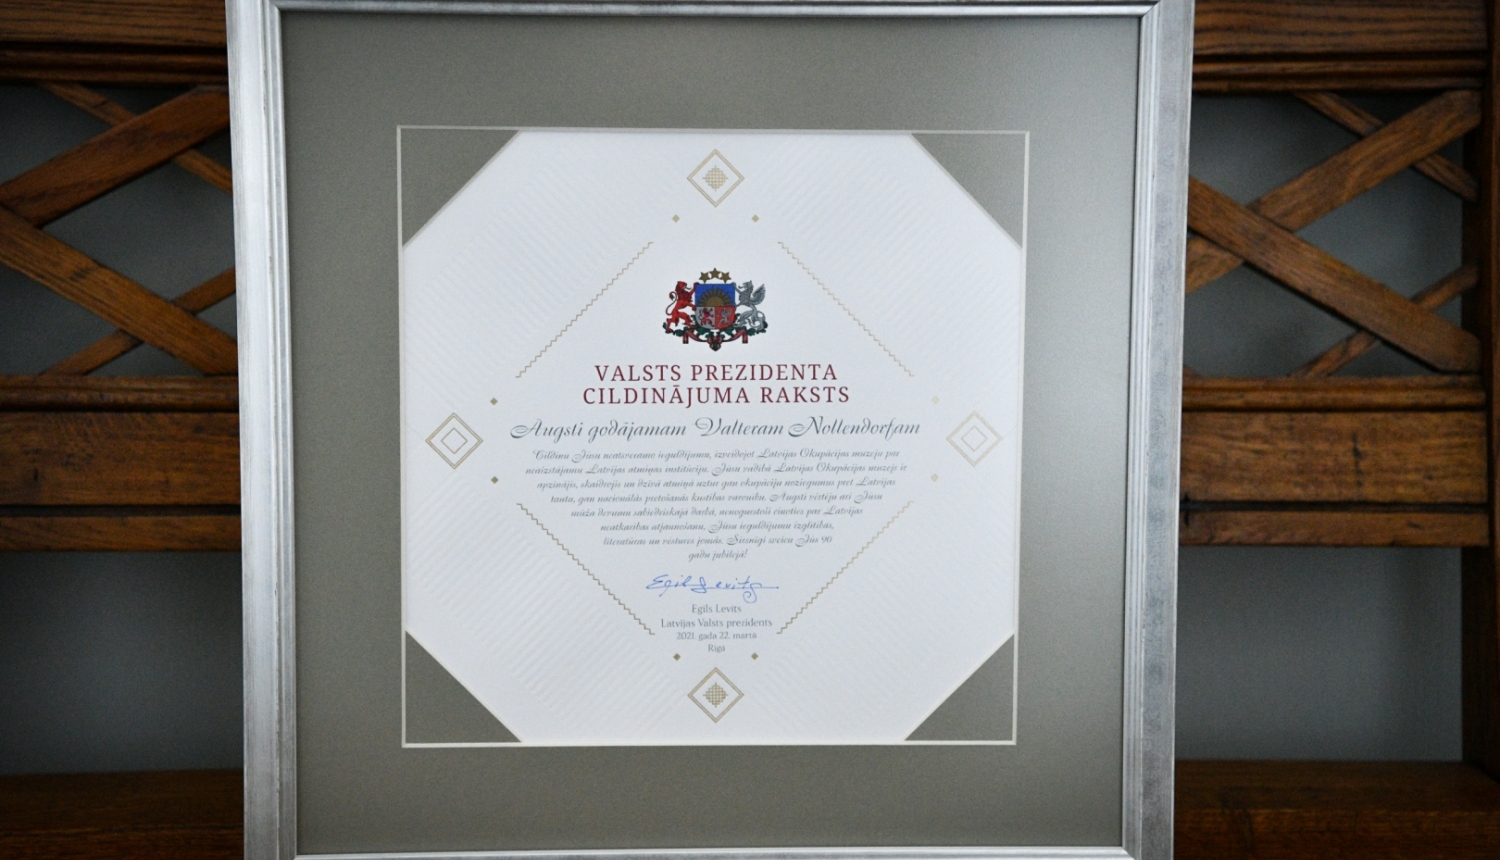 VALSTS PREZIDENTA
CILDINĀJUMA RAKSTS
Augsti godājamam Valteram Nollendorfam
Cildinu Jūsu neatsveramo ieguldījumu, izveidojot Latvijas Okupācijas muzeju par
neaizstājamu Latvijas atmiņas institūciju. Jūsu vadībā Latvijas Okupācijas muzejs ir
apzinājis, skaidrojis un dzīvā atmiņā uztur gan okupāciju noziegumus pret Latvijas
tautu, gan nacionālās pretošanās kustības varonību. Augsti vērtēju arī Jūsu
mūža devumu sabiedriskajā darbā, nenogurstoši cīnoties par Latvijas
neatkarības atjaunošanu, Jūsu ieguldījumu izglītības,
literatūras un vēstures jomās. Sirsnīgi sveicu Jūs 90
gadu jubilejā!
Egils Levits
Egils Levits
Latvijas Valsts prezidents
2021. gada 22. martā
Rīgā